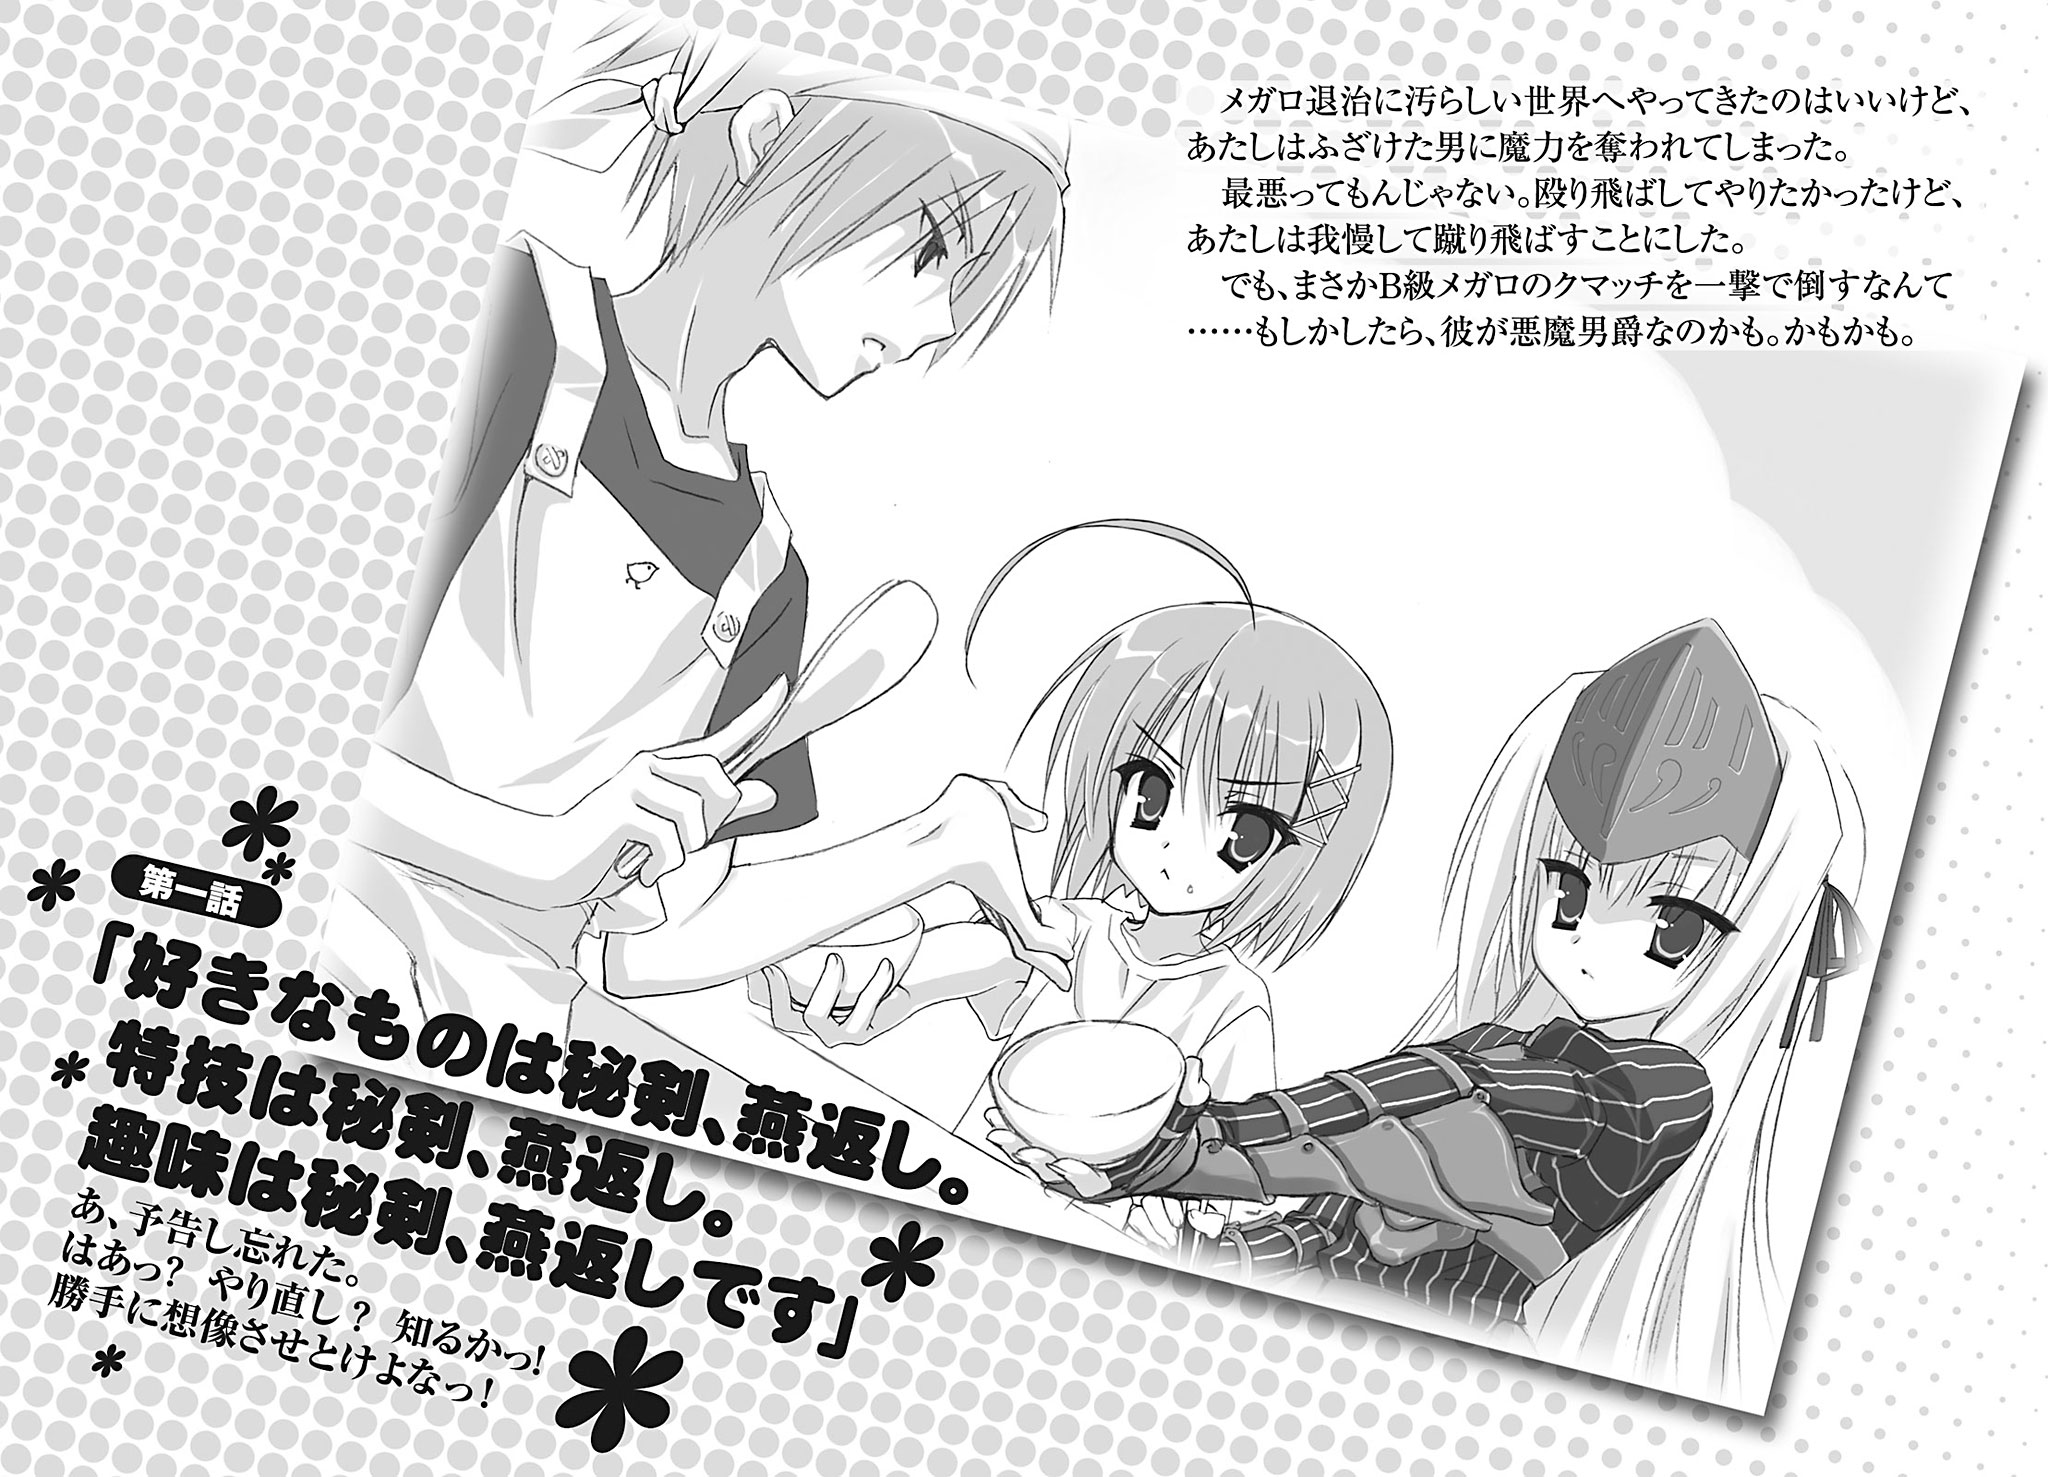 メガロ退治に汚らしい世界へやってきたのはいいけど、
あたしはふざけた男に魔力を奪われてしまった。
最悪ってもんじゃない。殴り飛ばしてやりたかったけど、
あたしは我慢して蹴り飛ばすことにした。
でも、まさかB級メガロのクマッチを一撃で倒すなんて
……もしかしたら、彼が悪魔男爵なのかも。かもかも。
第一話
「好きなものは秘剣、燕返し。
特技は秘剣、燕返し。
趣味は秘剣、燕返しです」
あ、予告し忘れた。
はあっ? やり直し? 知るかっ!
勝手に想像させとけよなっ!